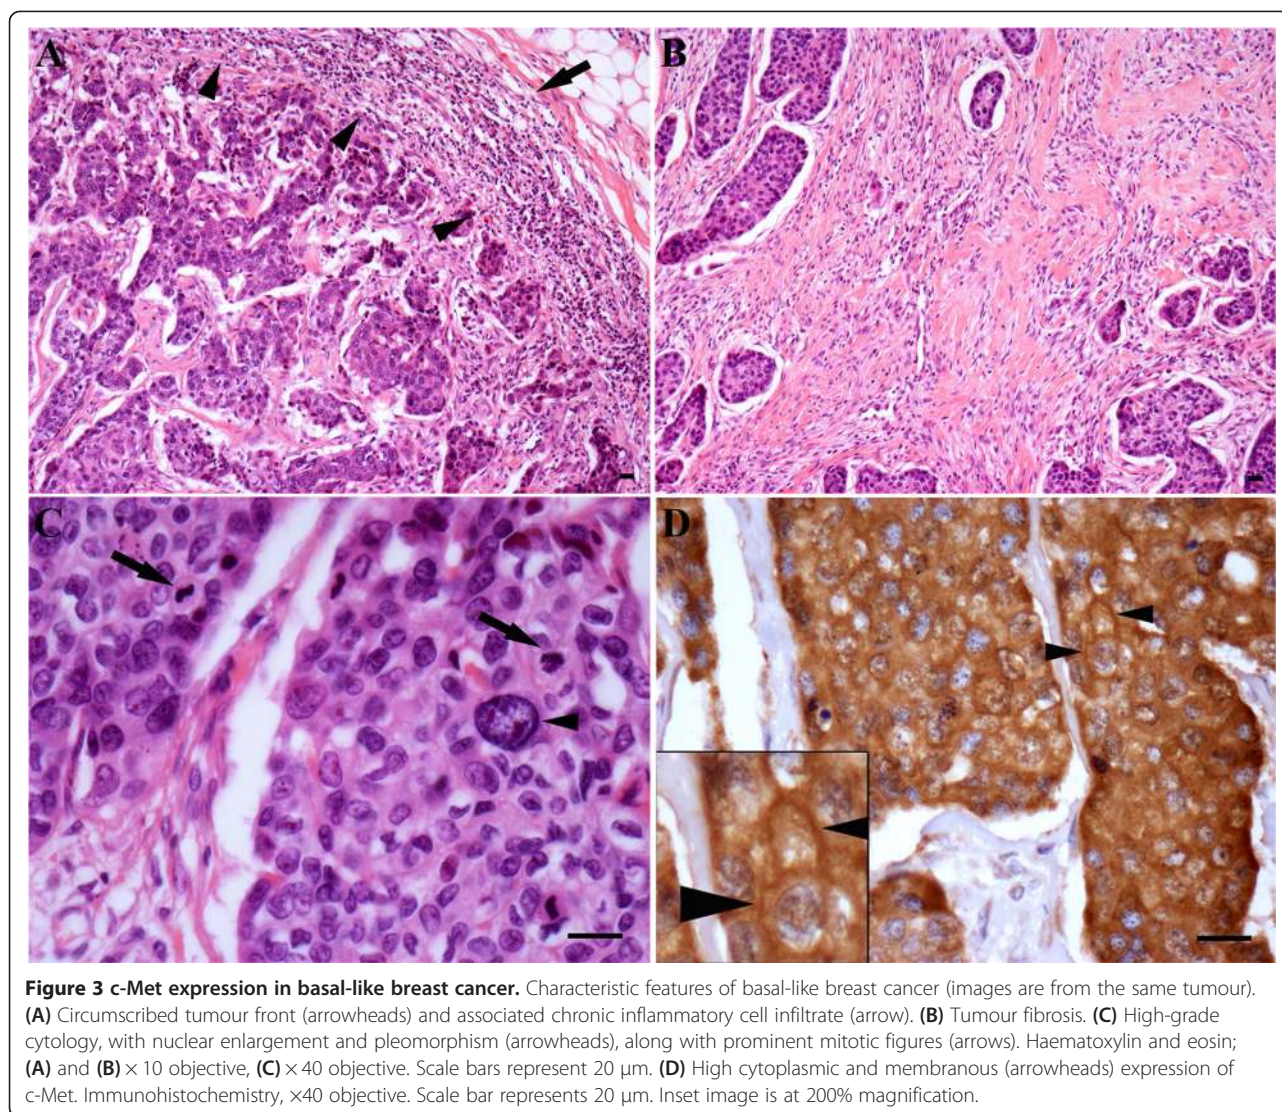 A
B
C
D
Figure 3 c-Met expression in basal-like breast cancer. Characteristic features of basal-like breast cancer (images are from the same tumour).
(A) Circumscribed tumour front (arrowheads) and associated chronic inflammatory cell infiltrate (arrow). (B) Tumour fibrosis. (C) High-grade
cytology, with nuclear enlargement and pleomorphism (arrowheads), along with prominent mitotic figures (arrows). Haematoxylin and eosin;
(A) and (B) × 10 objective, (C) × 40 objective. Scale bars represent 20 μm. (D) High cytoplasmic and membranous (arrowheads) expression of
c-Met. Immunohistochemistry, ×40 objective. Scale bar represents 20 μm. Inset image is at 200% magnification.